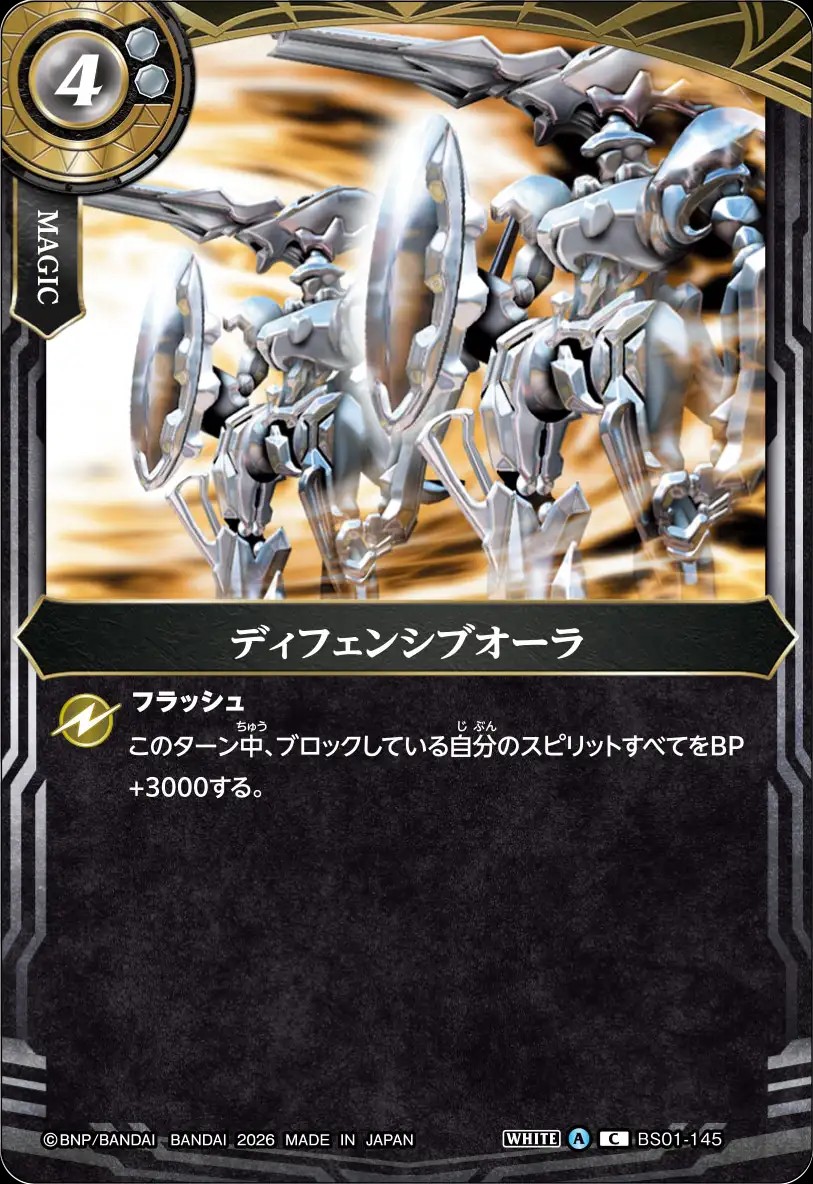 4
MAGIC
ディフェンシブオーラ
フラッシュ
ちゅう じ ぶん
このターン中、ブロックしている自分のスピリットすべてをBP
+3000する。
©BNP/BANDAI BANDAI 2026 MADE IN JAPAN WHITE A C BS01-145